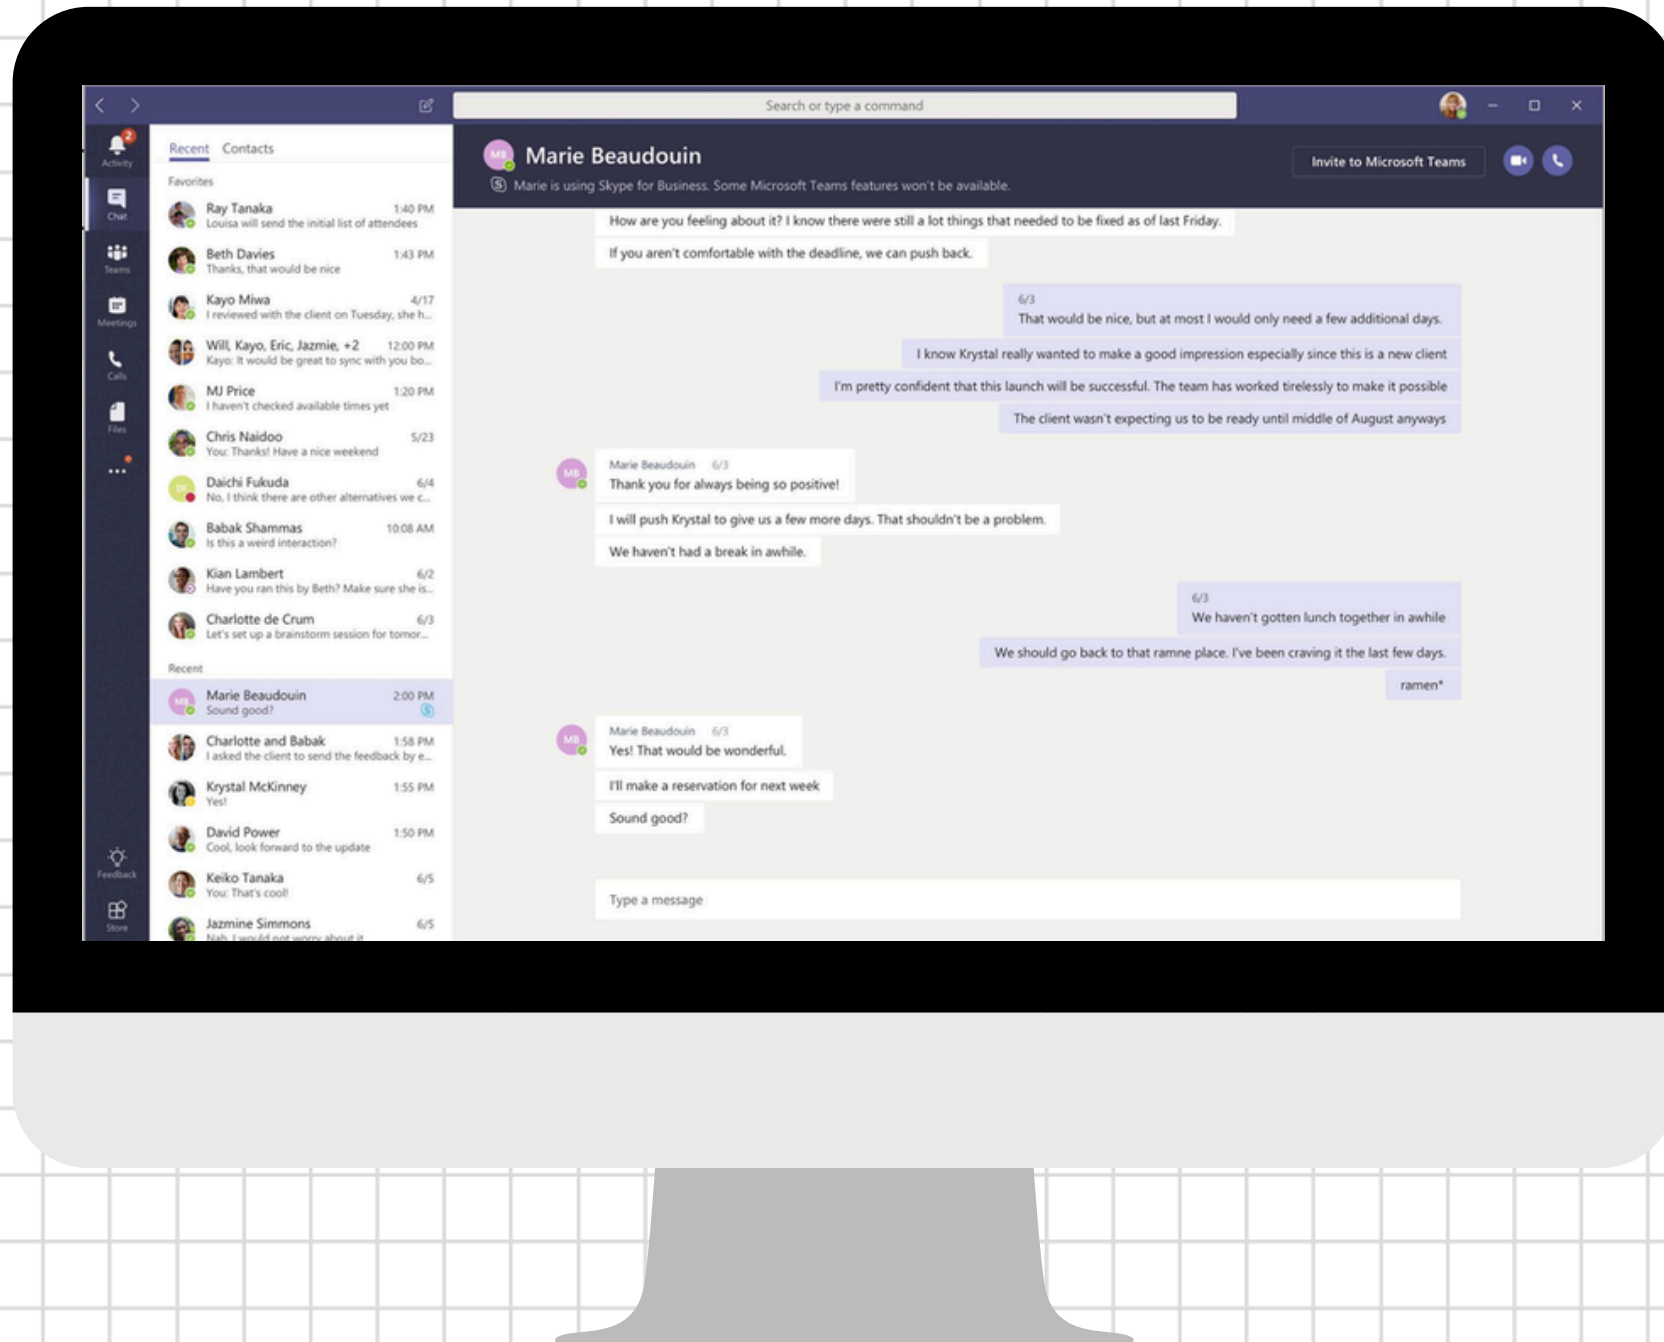 Search or type a command
2
Activity
Chat
Teams
Meetings
Calls
Files
Feedback
Store
Recent Contacts
Favorites
Ray Tanaka 1:40 PM
Louisa will send the initial list of attendees
Beth Davies 1:43 PM
Thanks, that would be nice
Kayo Miwa 4/17
I reviewed with the client on Tuesday, she h...
Will, Kayo, Eric, Jazmie, +2 12:00 PM
Kayo: It would be great to sync with you bo...
MJ Price 1:20 PM
I haven't checked available times yet
Chris Naidoo 5/23
You: Thanks! Have a nice weekend
DF
Daichi Fukuda 6/4
No, I think there are other alternatives we c...
Babak Shammas 10:08 AM
Is this a weird interaction?
Kian Lambert 6/2
Have you ran this by Beth? Make sure she is...
Charlotte de Crum 6/3
Let's set up a brainstorm session for tomor...
Recent
MB
Marie Beaudouin 2:00 PM
Sound good?
Charlotte and Babak 1:58 PM
I asked the client to send the feedback by e...
Krystal McKinney 1:55 PM
Yes!
David Power 1:50 PM
Cool, look forward to the update
Keiko Tanaka 6/5
You: That's cool!
Jazmine Simmons 6/5
Nah, I would not worry about it
MB
Marie Beaudouin
Marie is using Skype for Business. Some Microsoft Teams features won't be available.
Invite to Microsoft Teams
How are you feeling about it? I know there were still a lot things that needed to be fixed as of last Friday.
If you aren't comfortable with the deadline, we can push back.
6/3
That would be nice, but at most I would only need a few additional days.
I know Krystal really wanted to make a good impression especially since this is a new client
I'm pretty confident that this launch will be successful. The team has worked tirelessly to make it possible
The client wasn't expecting us to be ready until middle of August anyways
MB
Marie Beaudouin 6/3
Thank you for always being so positive!
I will push Krystal to give us a few more days. That shouldn't be a problem.
We haven't had a break in awhile.
6/3
We haven't gotten lunch together in awhile
We should go back to that ramne place. I've been craving it the last few days.
ramen*
MB
Marie Beaudouin 6/3
Yes! That would be wonderful.
I'll make a reservation for next week
Sound good?
Type a message